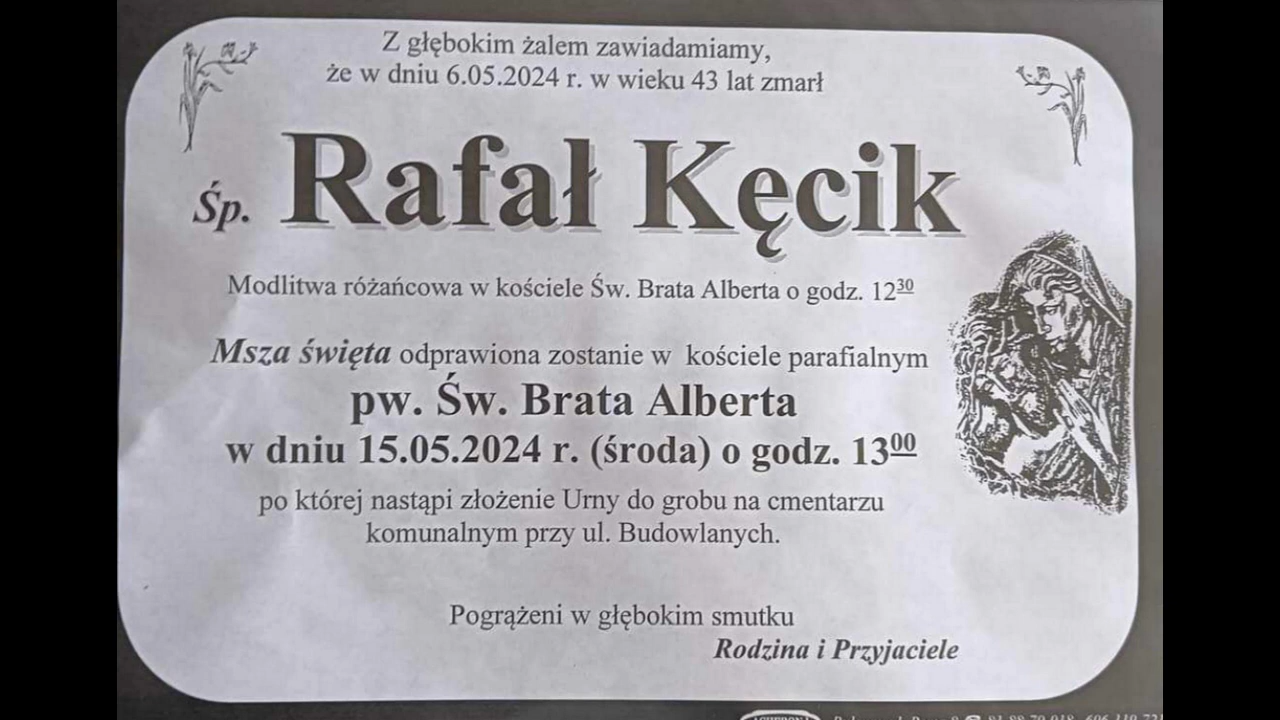 Z głębokim żalem zawiadamiamy,
że w dniu 6.05.2024 r. w wieku 43 lat zmarł
Śp. Rafał Kęcik
Modlitwa różańcowa w kościele Św. Brata Alberta o godz. 12³⁰
Msza święta odprawiona zostanie w kościele parafialnym
pw. Św. Brata Alberta
w dniu 15.05.2024 r. (środa) o godz. 13⁰⁰
po której nastąpi złożenie Urny do grobu na cmentarzu
komunalnym przy ul. Budowlanych.
Pogrążeni w głębokim smutku
Rodzina i Przyjaciele